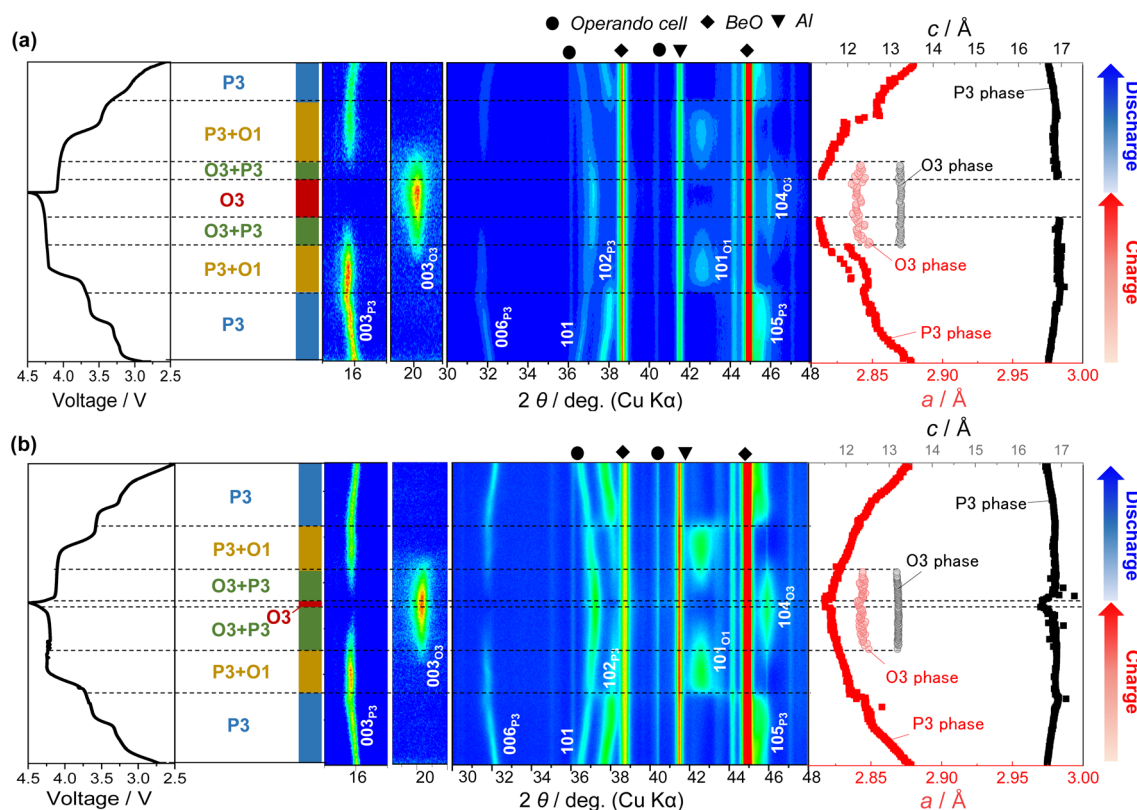 ● Operando cell ◆ BeO ▼ Al
(a)
c / Å
12 13 14 15 16 17
P3
P3+O1
O3+P3
O3
O3+P3
P3+O1
P3
003P3
003O3
006P3
101
102P3
101O1
104O3
105P3
P3 phase
O3 phase
O3 phase
P3 phase
Discharge
Charge
4.5 4.0 3.5 3.0 2.5
16
20
30 32 34 36 38 40 42 44 46 48
2.85 2.90 2.95 3.00
Voltage / V
2 θ / deg. (Cu Kα)
a / Å
(b)
c / Å
12 13 14 15 16 17
P3
P3+O1
O3+P3
O3
O3+P3
P3+O1
P3
003P3
003O3
006P3
101
102P3
101O1
104O3
105P3
P3 phase
O3 phase
O3 phase
P3 phase
Discharge
Charge
4.5 4.0 3.5 3.0 2.5
16
20
30 32 34 36 38 40 42 44 46 48
2.85 2.90 2.95 3.00
Voltage / V
2 θ / deg. (Cu Kα)
a / Å